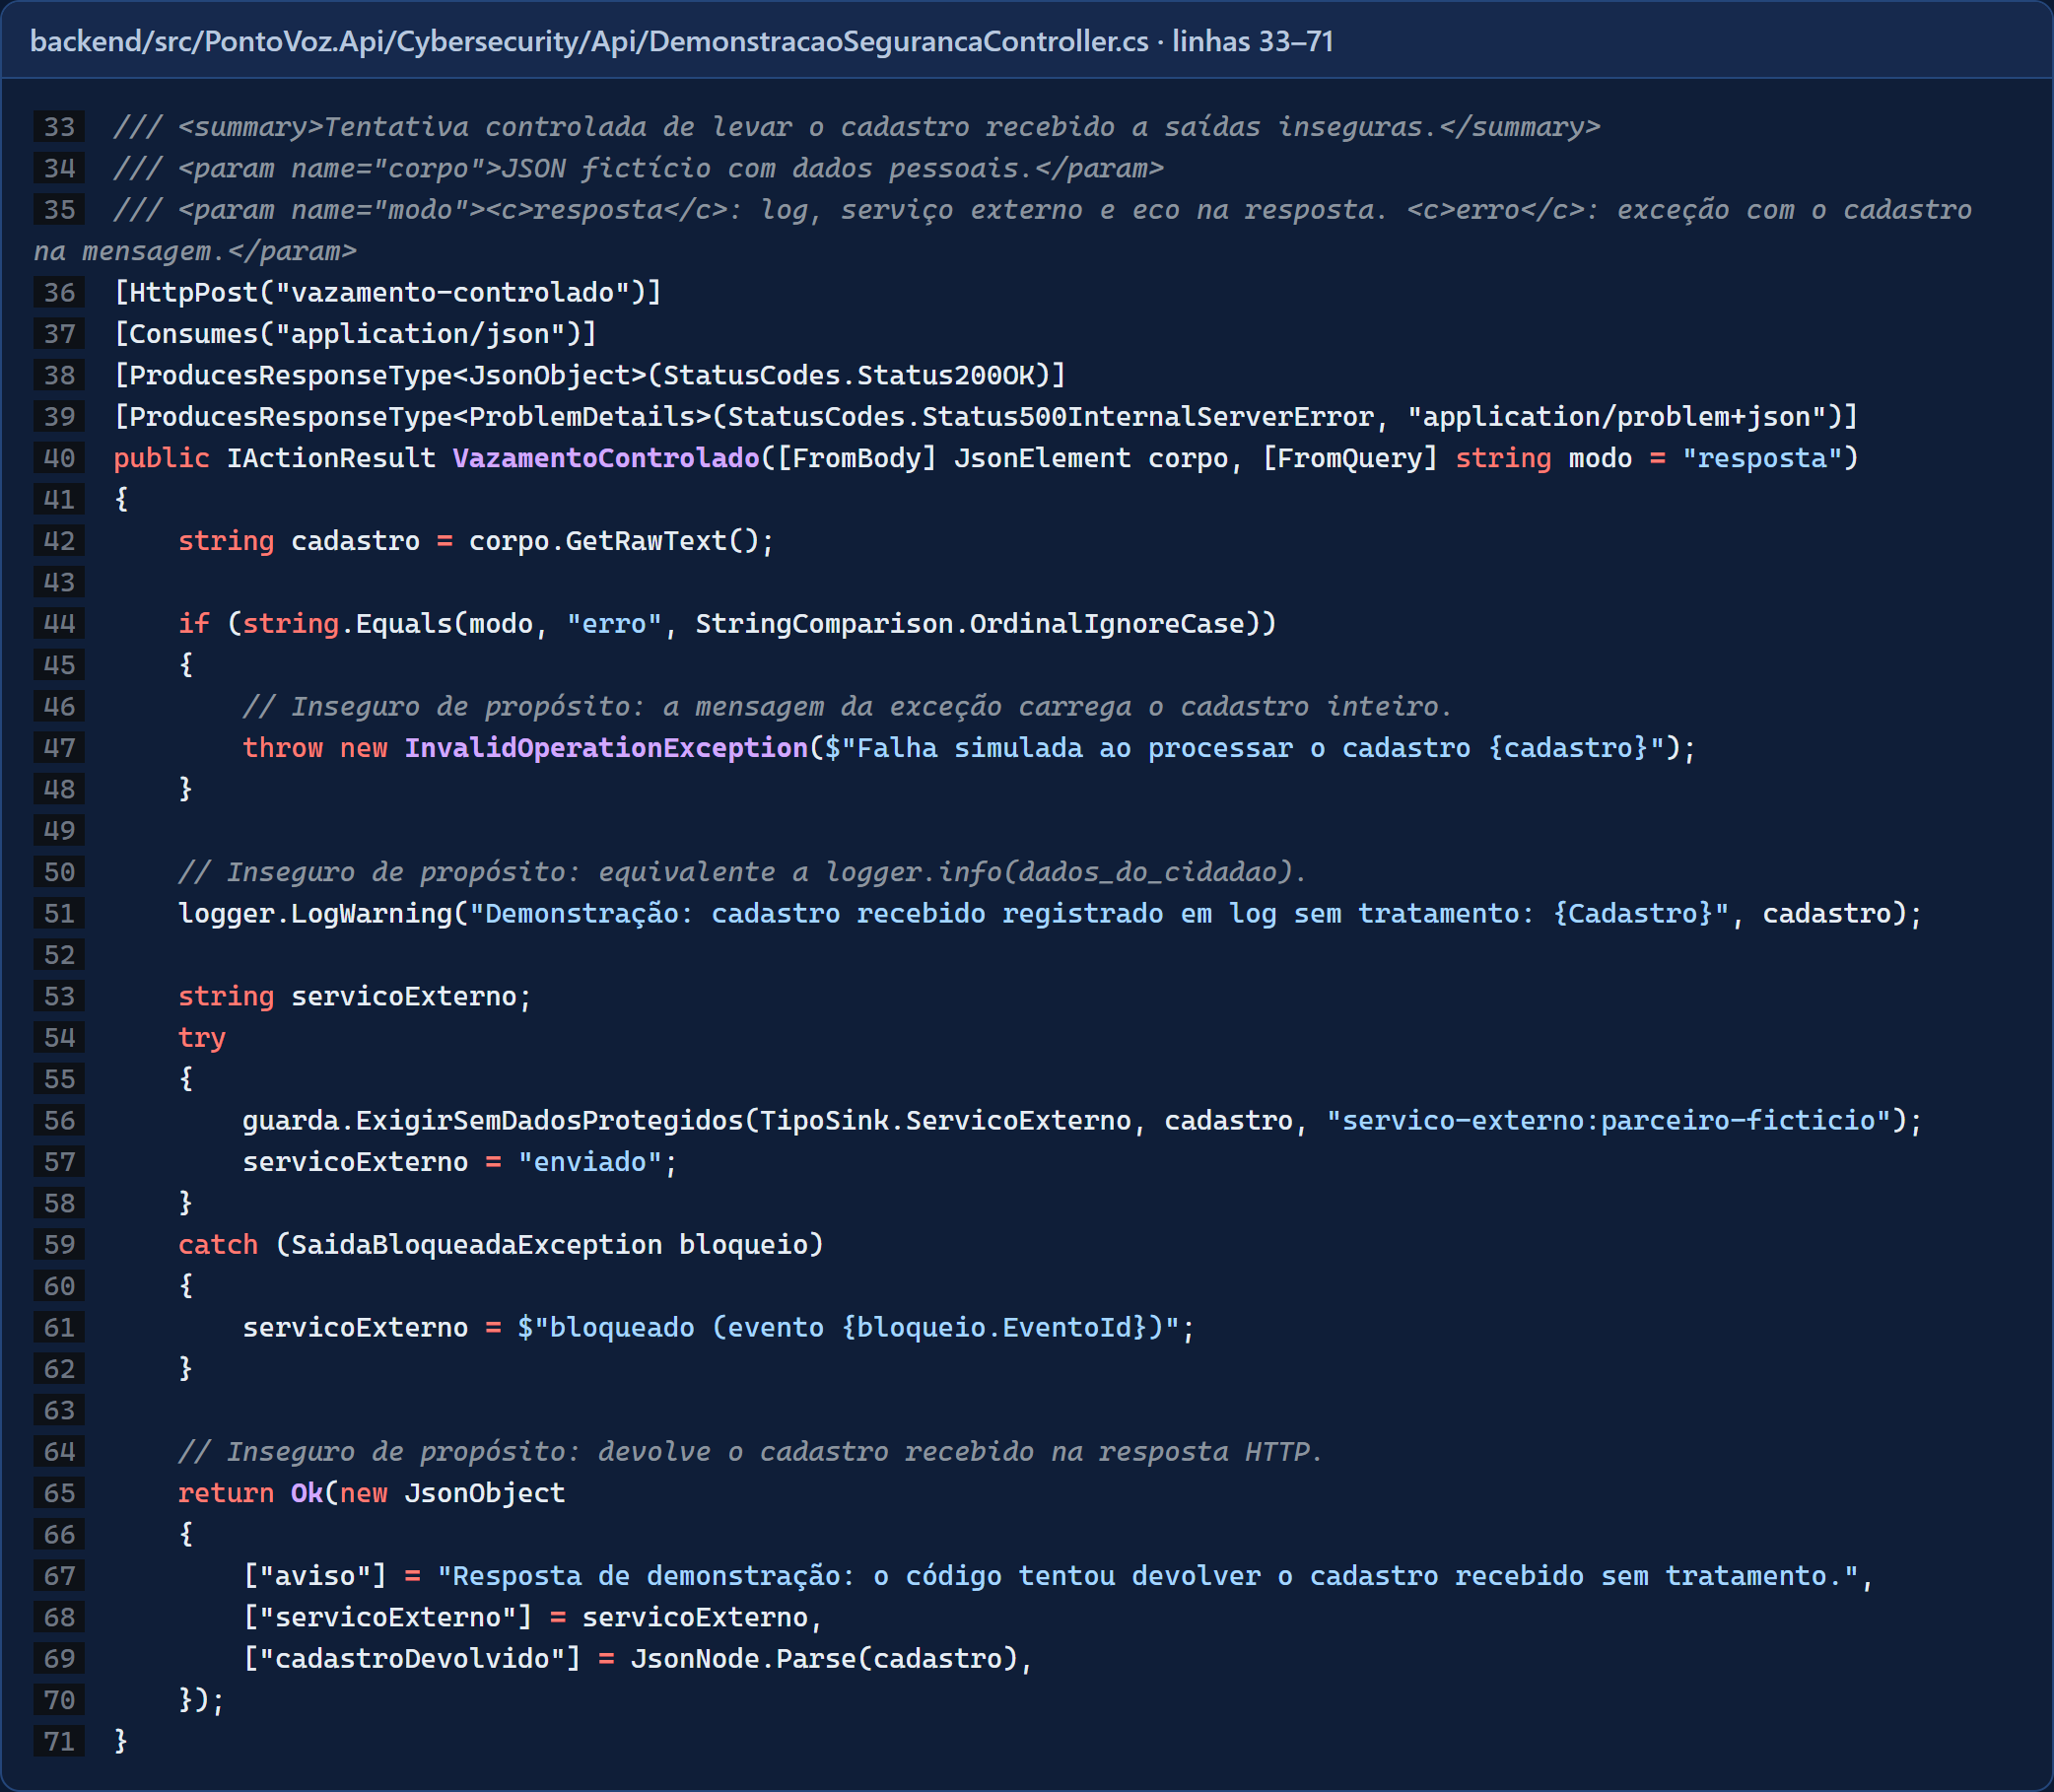 backend/src/PontoVoz.Api/Cybersecurity/Api/DemonstracaoSegurancaController.cs · linhas 33–71
33 /// <summary>Tentativa controlada de levar o cadastro recebido a saídas inseguras.</summary>
34 /// <param name="corpo">JSON fictício com dados pessoais.</param>
35 /// <param name="modo"><c>resposta</c>: log, serviço externo e eco na resposta. <c>erro</c>: exceção com o cadastro
na mensagem.</param>
36 [HttpPost("vazamento-controlado")]
37 [Consumes("application/json")]
38 [ProducesResponseType<JsonObject>(StatusCodes.Status200OK)]
39 [ProducesResponseType<ProblemDetails>(StatusCodes.Status500InternalServerError, "application/problem+json")]
40 public IActionResult VazamentoControlado([FromBody] JsonElement corpo, [FromQuery] string modo = "resposta")
41 {
42     string cadastro = corpo.GetRawText();
43
44     if (string.Equals(modo, "erro", StringComparison.OrdinalIgnoreCase))
45     {
46         // Inseguro de propósito: a mensagem da exceção carrega o cadastro inteiro.
47         throw new InvalidOperationException($"Falha simulada ao processar o cadastro {cadastro}");
48     }
49
50     // Inseguro de propósito: equivalente a logger.info(dados_do_cidadao).
51     logger.LogWarning("Demonstração: cadastro recebido registrado em log sem tratamento: {Cadastro}", cadastro);
52
53     string servicoExterno;
54     try
55     {
56         guarda.ExigirSemDadosProtegidos(TipoSink.ServicoExterno, cadastro, "servico-externo:parceiro-ficticio");
57         servicoExterno = "enviado";
58     }
59     catch (SaidaBloqueadaException bloqueio)
60     {
61         servicoExterno = $"bloqueado (evento {bloqueio.EventoId})";
62     }
63
64     // Inseguro de propósito: devolve o cadastro recebido na resposta HTTP.
65     return Ok(new JsonObject
66     {
67         ["aviso"] = "Resposta de demonstração: o código tentou devolver o cadastro recebido sem tratamento.",
68         ["servicoExterno"] = servicoExterno,
69         ["cadastroDevolvido"] = JsonNode.Parse(cadastro),
70     });
71 }